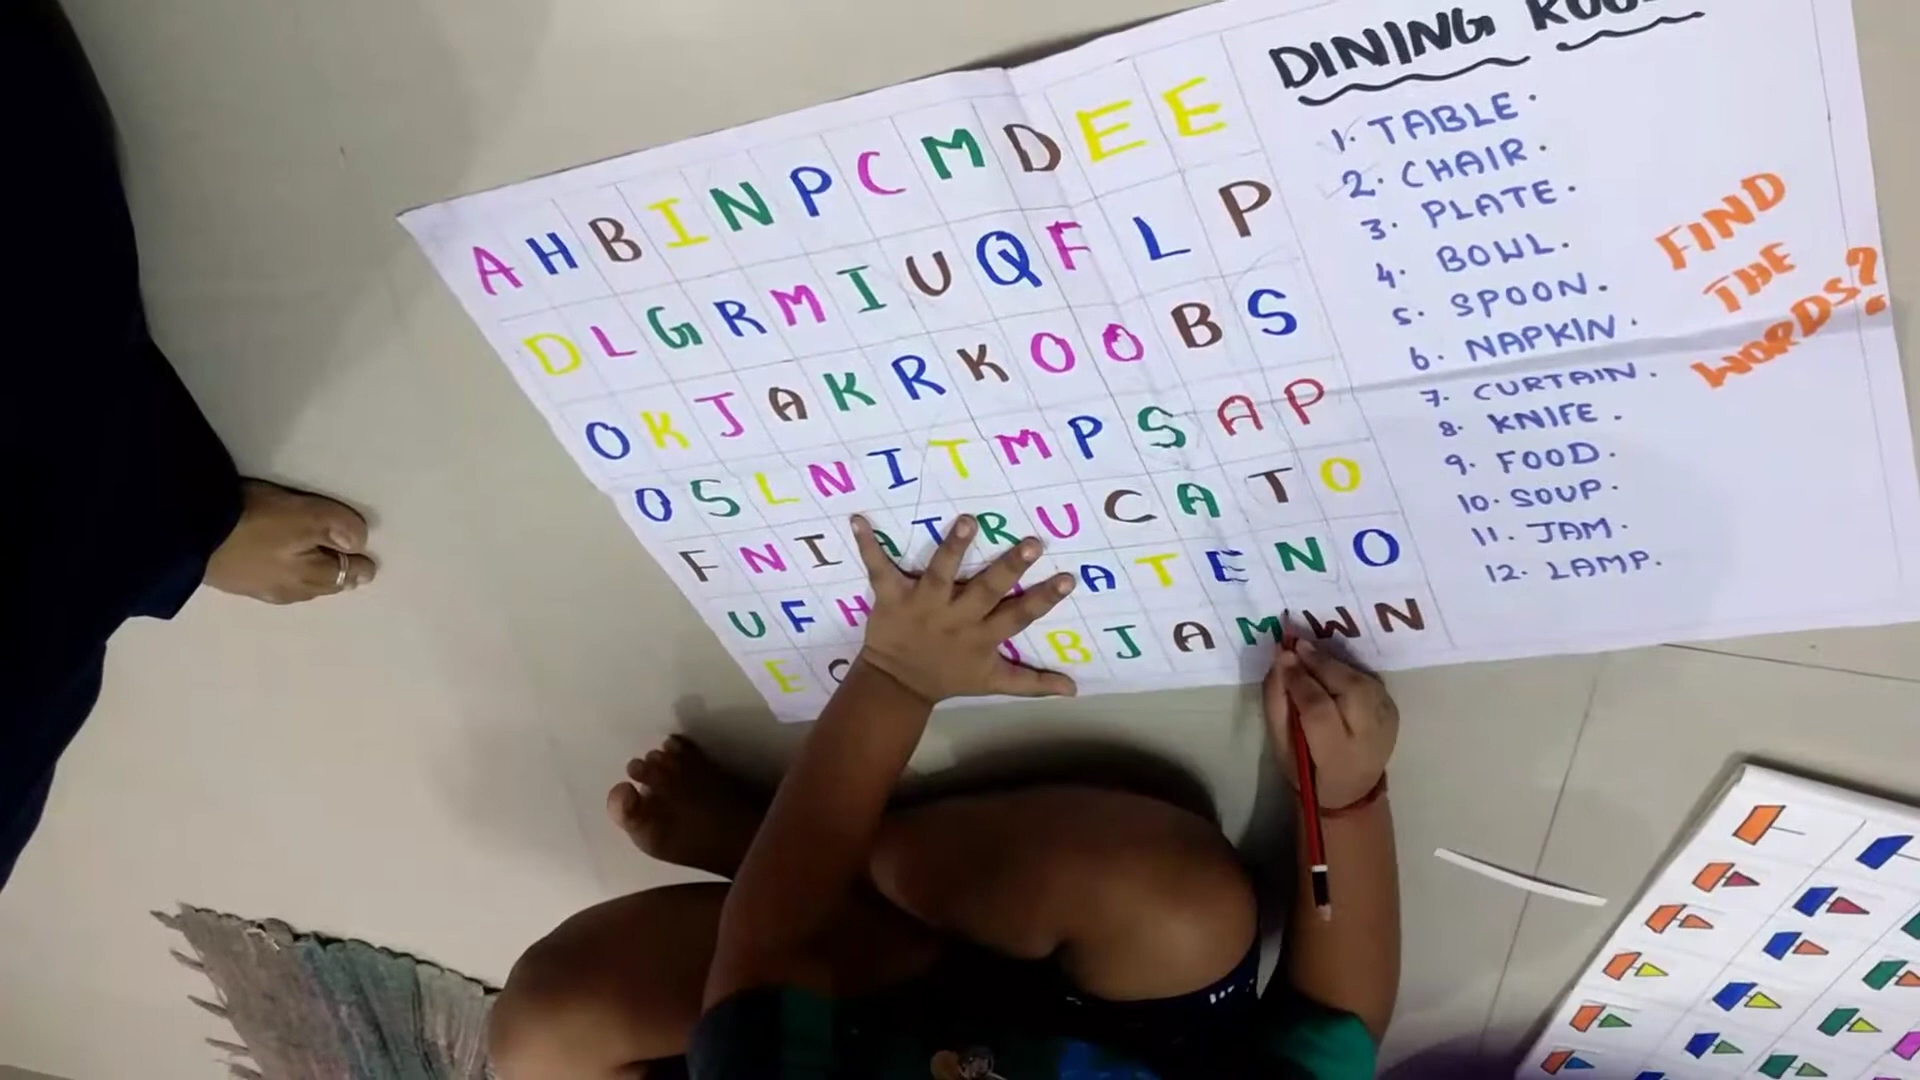 DINING
1. TABLE.
2. CHAIR.
3. PLATE.
4. BOWL.
5. SPOON.
6. NAPKIN.
7. CURTAIN.
8. KNIFE.
9. FOOD.
10. SOUP.
11. JAM.
12. LAMP.
FIND
THE
WORDS?
A H B I N P C M D E E
D L G R M I U Q F L P
O K J A K R K O O B S
O S L N I T M P S A P
F N I A T R U C A T O
U F H A T E N O
E B J A M W N